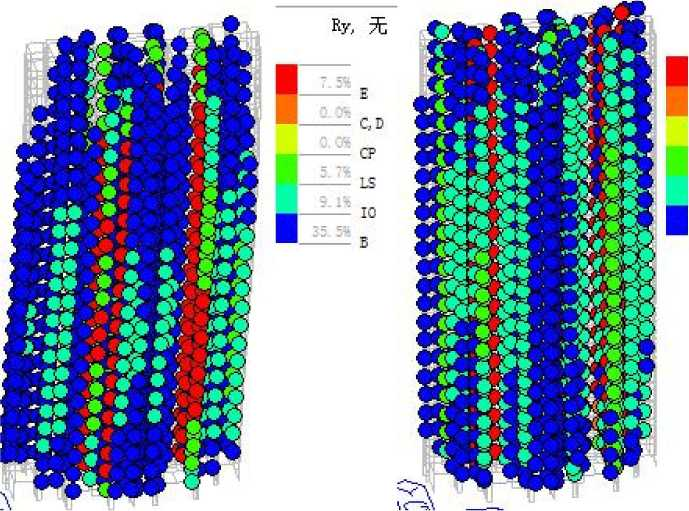 Ry, 无
7.5%
E
0.0%
C,D
0.0%
CP
5.7%
LS
9.1%
IO
35.5%
B